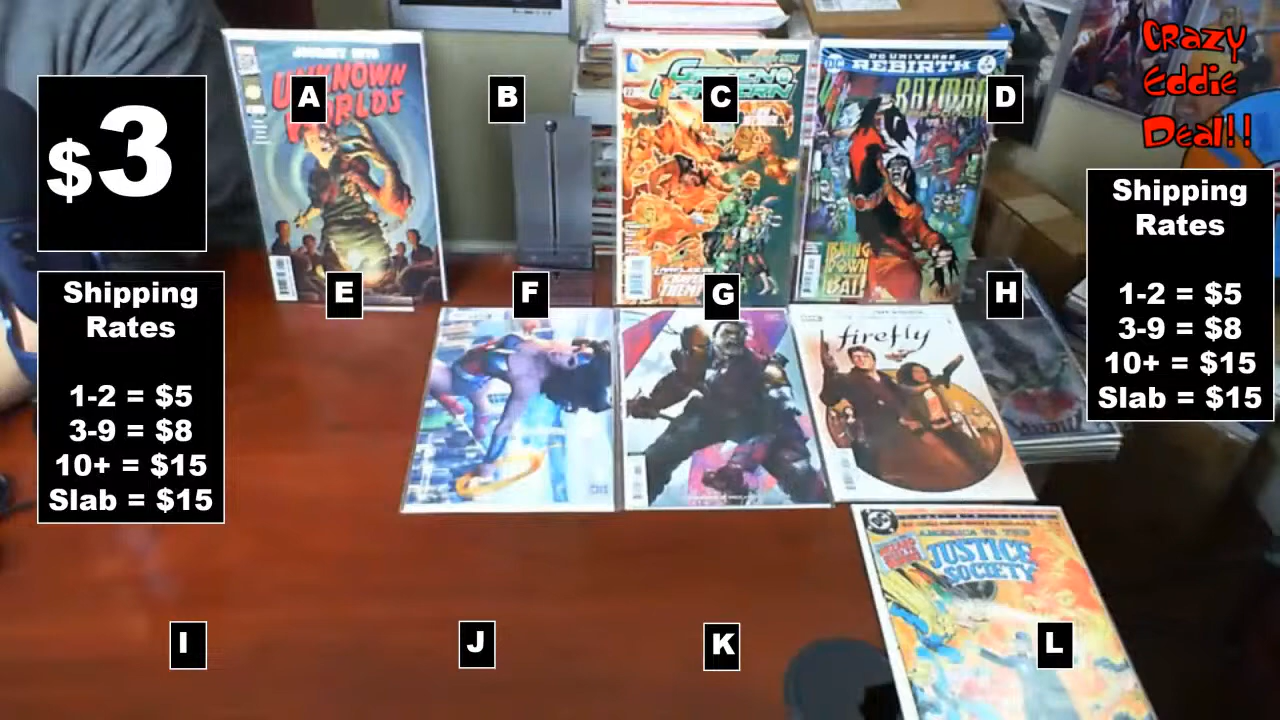 $3
Shipping
Rates
1-2 = $5
3-9 = $8
10+ = $15
Slab = $15
Crazy
Eddie
Deal!!
Shipping
Rates
1-2 = $5
3-9 = $8
10+ = $15
Slab = $15
A
B
C
D
JOURNEY INTO
UNKNOWN
WORLDS
GREEN
LANTERN
DC UNIVERSE
REBIRTH
BATMAN
BRING
DOWN
E
F
G
H
firefly
AMERICA VS. THE
JUSTICE
SOCIETY
I
J
K
L